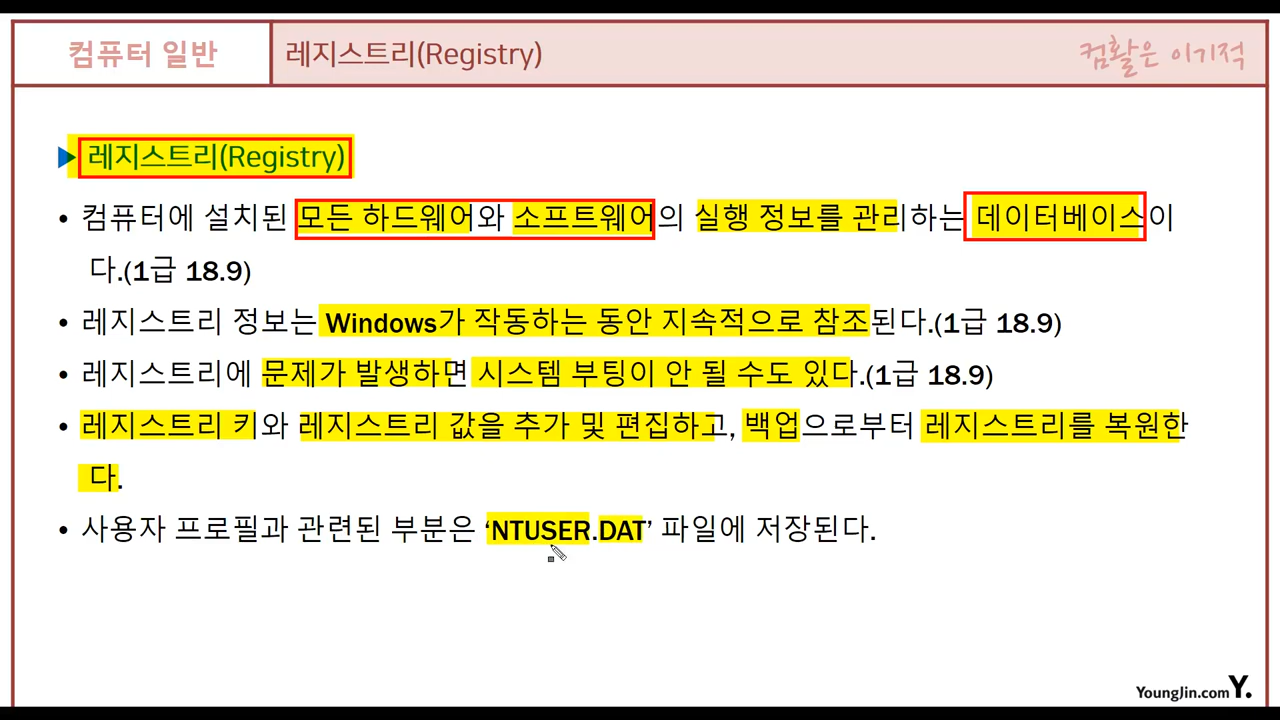 컴퓨터 일반
레지스트리(Registry)
컴활은 이기적
레지스트리(Registry)
• 컴퓨터에 설치된 모든 하드웨어와 소프트웨어의 실행 정보를 관리하는 데이터베이스이
다.(1급 18.9)
• 레지스트리 정보는 Windows가 작동하는 동안 지속적으로 참조된다.(1급 18.9)
• 레지스트리에 문제가 발생하면 시스템 부팅이 안 될 수도 있다.(1급 18.9)
• 레지스트리 키와 레지스트리 값을 추가 및 편집하고, 백업으로부터 레지스트리를 복원한
다.
• 사용자 프로필과 관련된 부분은 ‘NTUSER.DAT’ 파일에 저장된다.
YoungJin.com Y.